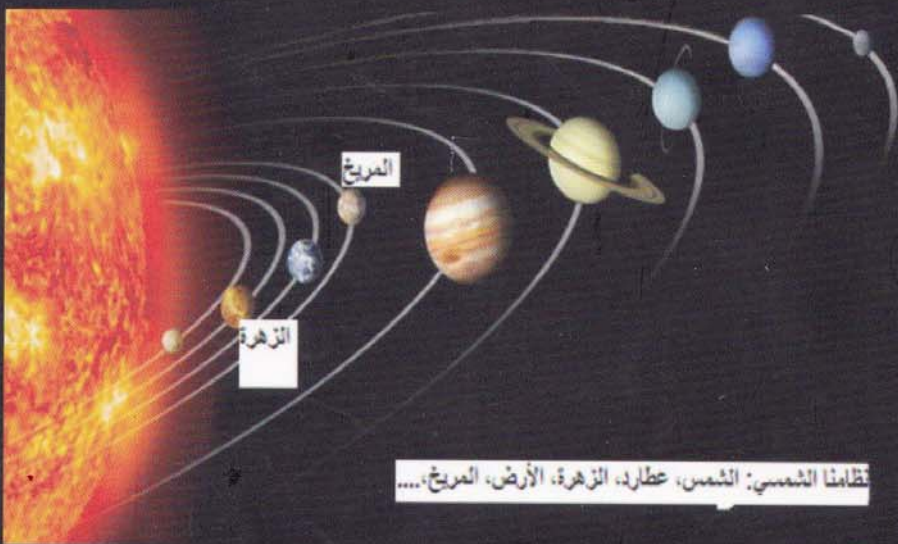 المريخ
الزهرة
نظامنا الشمسي: الشمس، عطارد، الزهرة، الأرض، المريخ،....